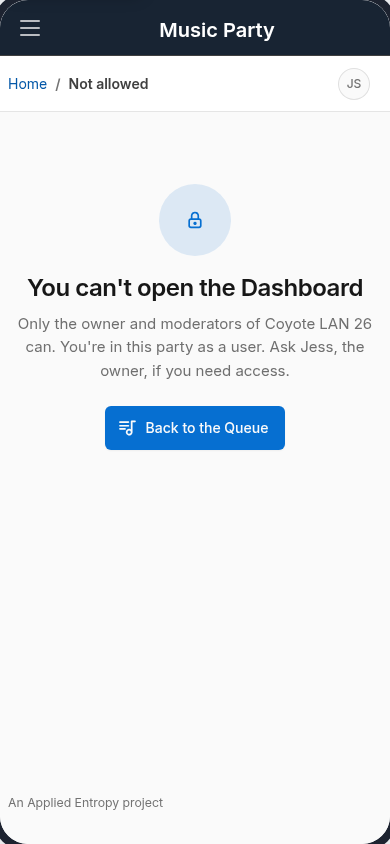 Music Party
Home / Not allowed
JS
You can't open the Dashboard
Only the owner and moderators of Coyote LAN 26
can. You're in this party as a user. Ask Jess, the
owner, if you need access.
Back to the Queue
An Applied Entropy project